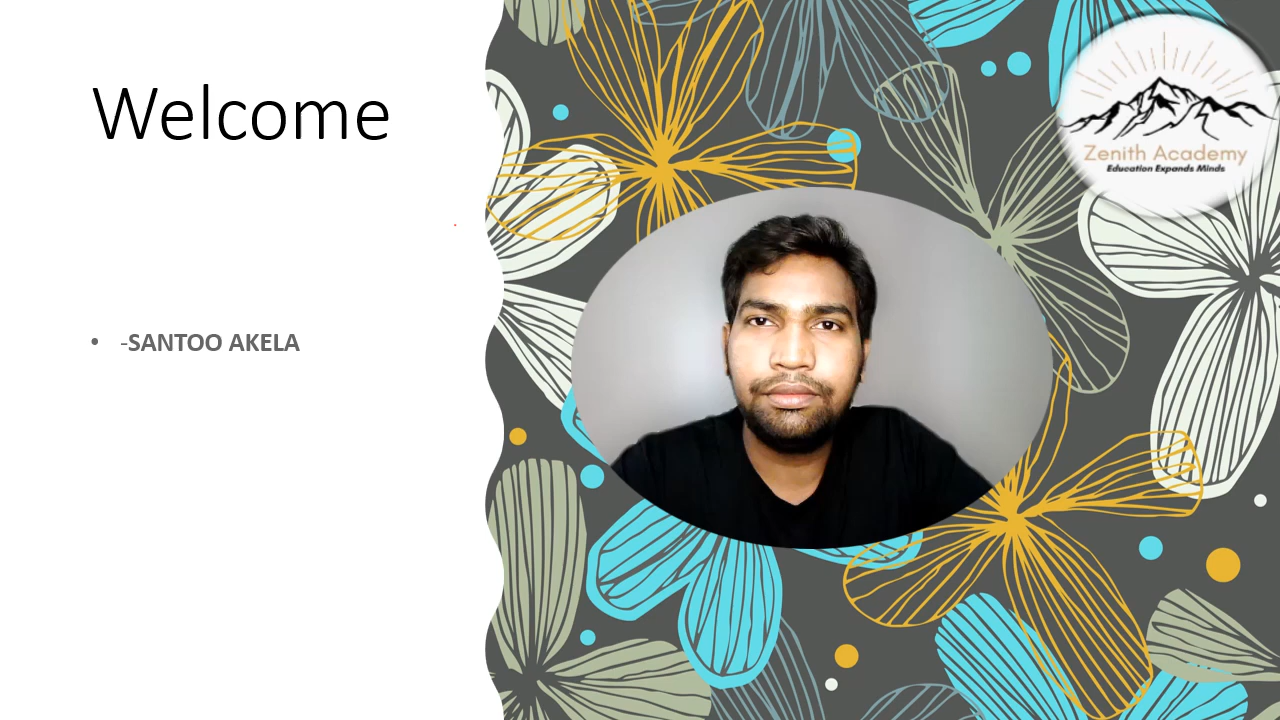 Welcome
• -SANTOO AKELA
Zenith Academy
Education Expands Minds